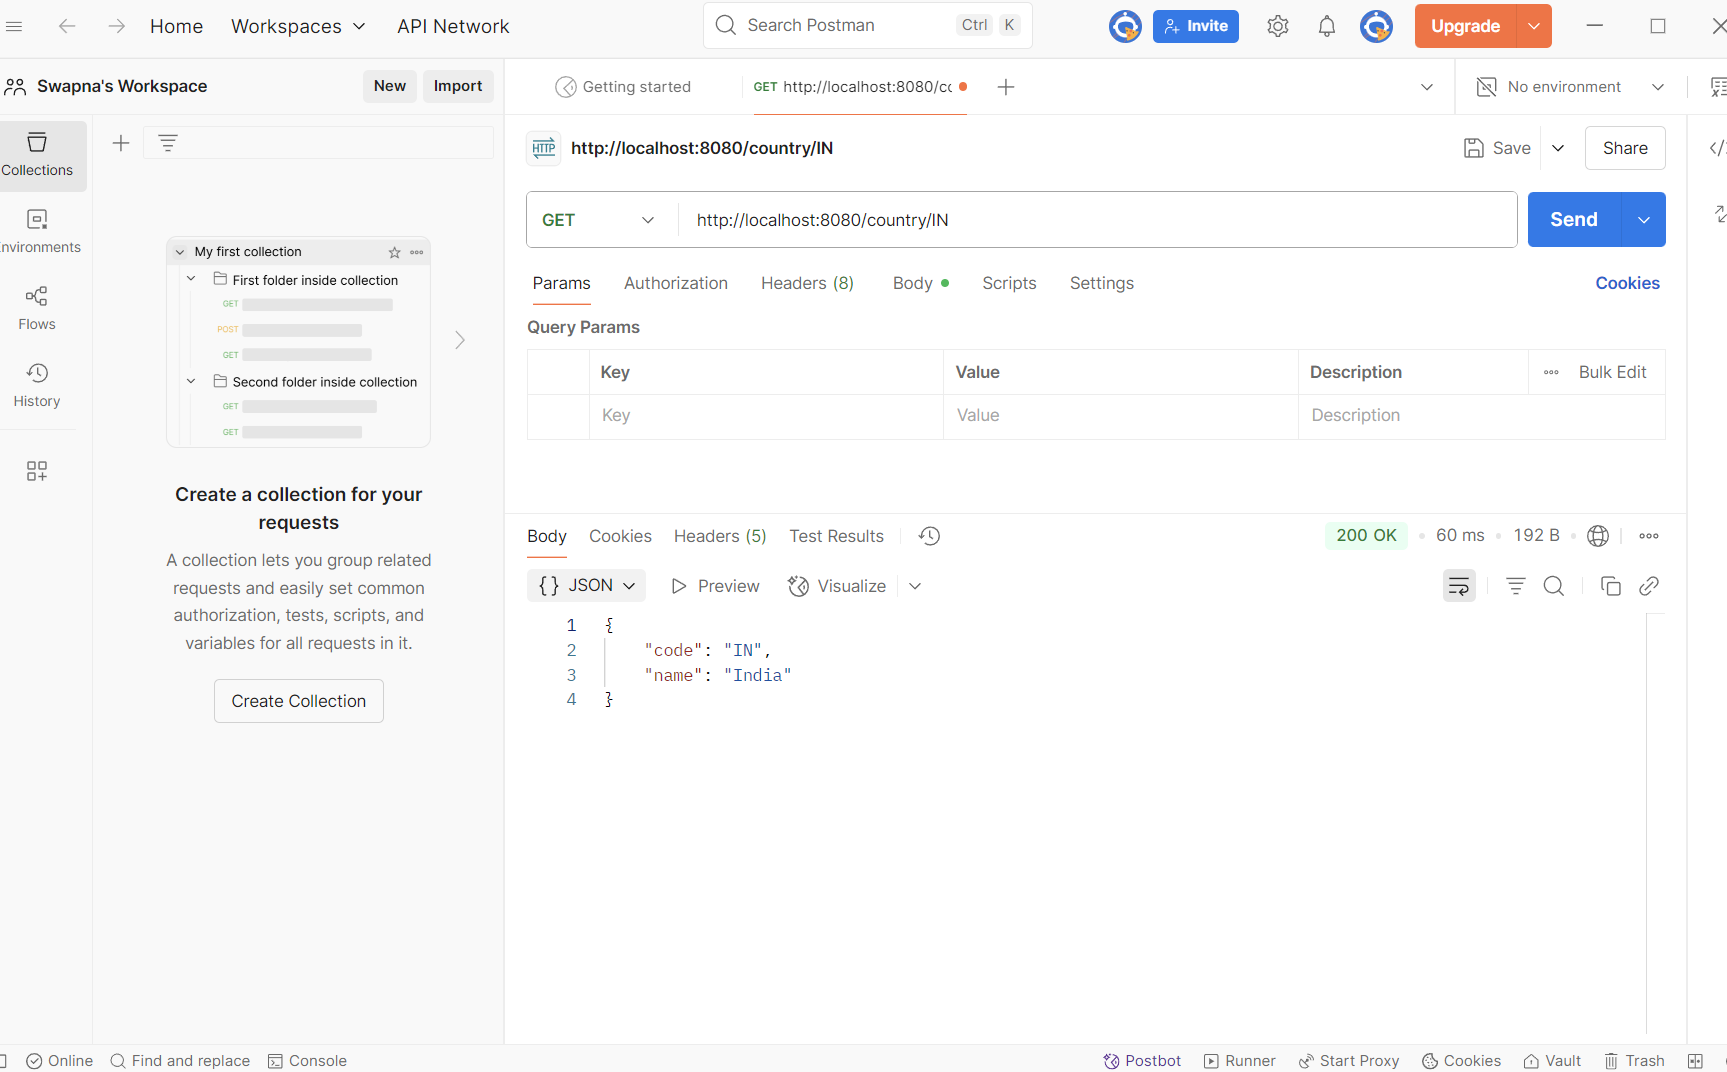 Home
Workspaces
API Network
Search Postman
Ctrl K
Invite
Upgrade
Swapna's Workspace
New
Import
Getting started
GET http://localhost:8080/cc
No environment
Collections
nvironments
Flows
History
My first collection
First folder inside collection
GET
POST
GET
Second folder inside collection
GET
GET
Create a collection for your
requests
A collection lets you group related
requests and easily set common
authorization, tests, scripts, and
variables for all requests in it.
Create Collection
HTTP http://localhost:8080/country/IN
Save
Share
GET
http://localhost:8080/country/IN
Send
Params
Authorization
Headers (8)
Body
Scripts
Settings
Cookies
Query Params
Key Value Description Bulk Edit
Key Value Description
Body
Cookies
Headers (5)
Test Results
200 OK
60 ms
192 B
{} JSON
Preview
Visualize
1 {
2 "code": "IN",
3 "name": "India"
4 }
Online
Find and replace
Console
Postbot
Runner
Start Proxy
Cookies
Vault
Trash